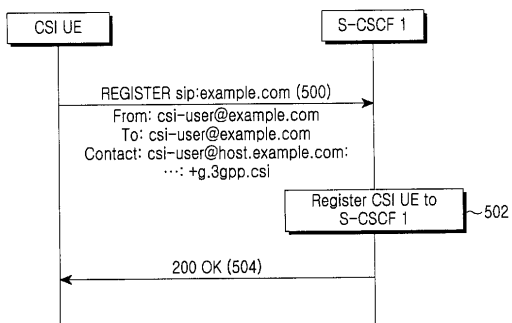 CSI UE
S-CSCF 1
REGISTER sip:example.com (500)
From: csi-user@example.com
To: csi-user@example.com
Contact: csi-user@host.example.com:
⋯: +g.3gpp.csi
Register CSI UE to
S-CSCF 1
502
200 OK (504)